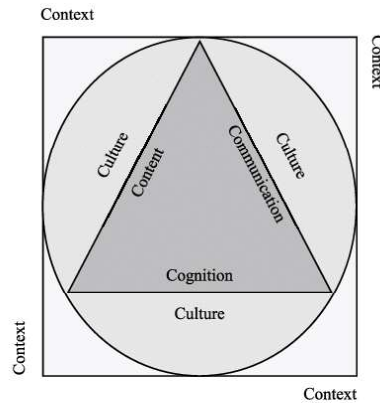 Context
Context
Culture
Content
Communication
Culture
Cognition
Culture
Context
Context